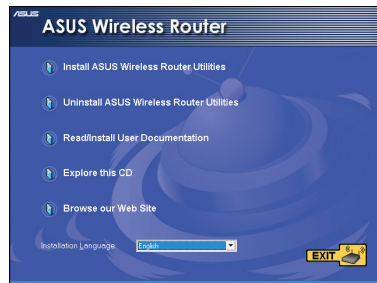 ASUS
ASUS Wireless Router
Install ASUS Wireless Router Utilities
Uninstall ASUS Wireless Router Utilities
Read/Install User Documentation
Explore this CD
Browse our Web Site
Installation Language: English
EXIT